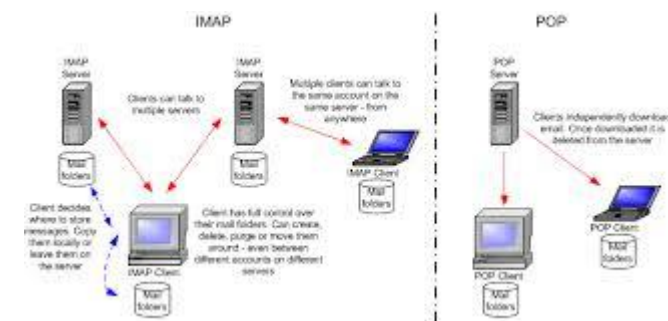 IMAP
POP
IMAP
Server
IMAP
Server
Clients can talk to
multiple servers
Multiple clients can talk to
the same account on the
same server - from
anywhere
Mail
folders
Mail
folders
IMAP Client
Mail
folders
Client decides
where to store
messages. Copy
them locally or
leave them on
the server
Client has full control over
their mail folders. Can create,
delete, purge or move them
around - even between
different accounts on different
servers
IMAP Client
Mail
folders
POP
Server
Clients independently download
email. Once downloaded it is
deleted from the server
POP Client
Mail
folders
POP Client
Mail
folders